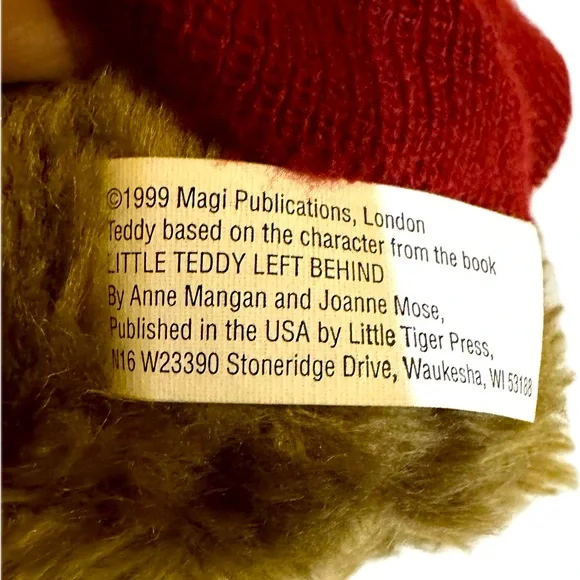 ©1999 Magi Publications, London
Teddy based on the character from the book
LITTLE TEDDY LEFT BEHIND
By Anne Mangan and Joanne Mose,
Published in the USA by Little Tiger Press,
N16 W23390 Stoneridge Drive, Waukesha, WI 53188